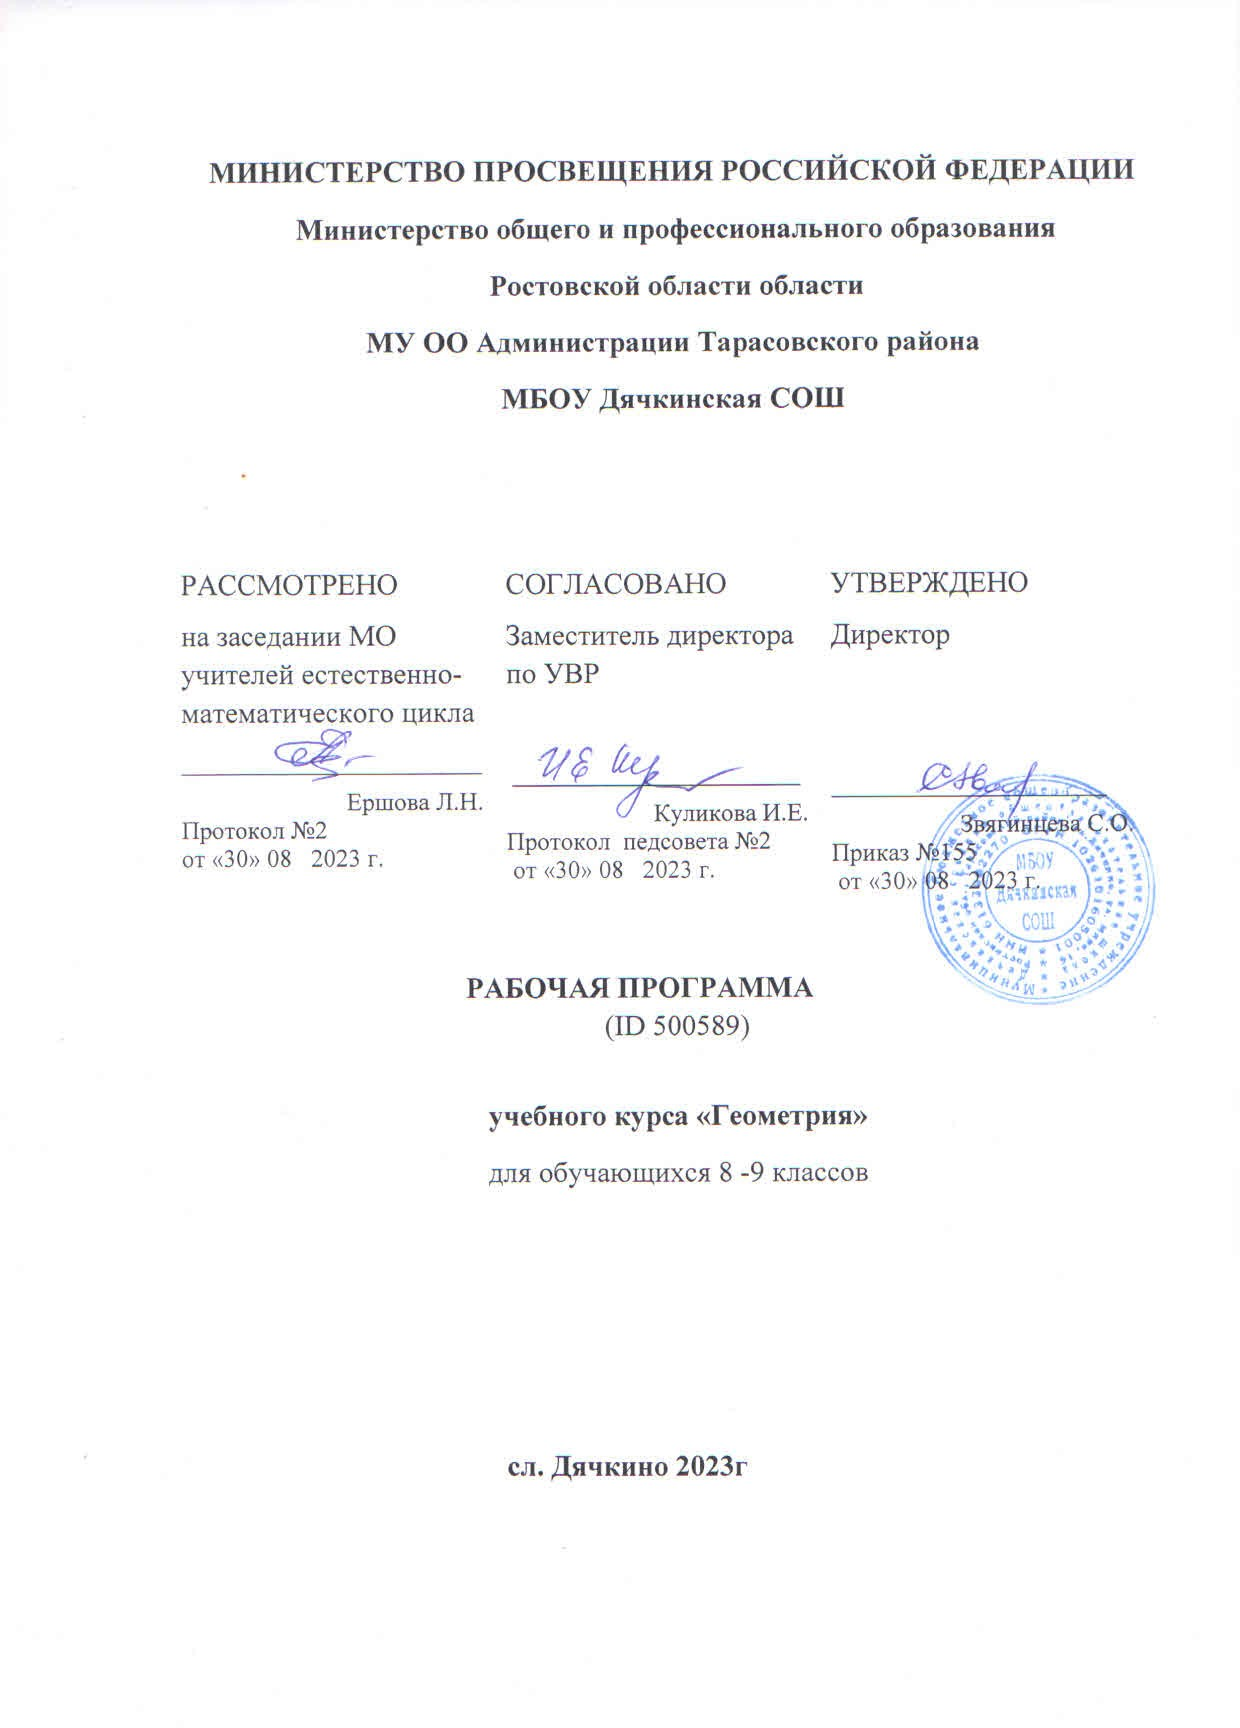 МИНИСТЕРСТВО ПРОСВЕЩЕНИЯ РОССИЙСКОЙ ФЕДЕРАЦИИ
Министерство общего и профессионального образования
Ростовской области области
МУ ОО Администрации Тарасовского района
МБОУ Дячкинская СОШ
РАССМОТРЕНО
на заседании МО
учителей естественно-
математического цикла
Ершова Л.Н.
Протокол №2
от «30» 08 2023 г.
СОГЛАСОВАНО
Заместитель директора
по УВР
Куликова И.Е.
Протокол педсовета №2
от «30» 08 2023 г.
УТВЕРЖДЕНО
Директор
Звягинцева С.О.
Приказ №155
от «30» 08 2023 г.
МБОУ
Дячкинская
СОШ
РАБОЧАЯ ПРОГРАММА
(ID 500589)
учебного курса «Геометрия»
для обучающихся 8 -9 классов
сл. Дячкино 2023г